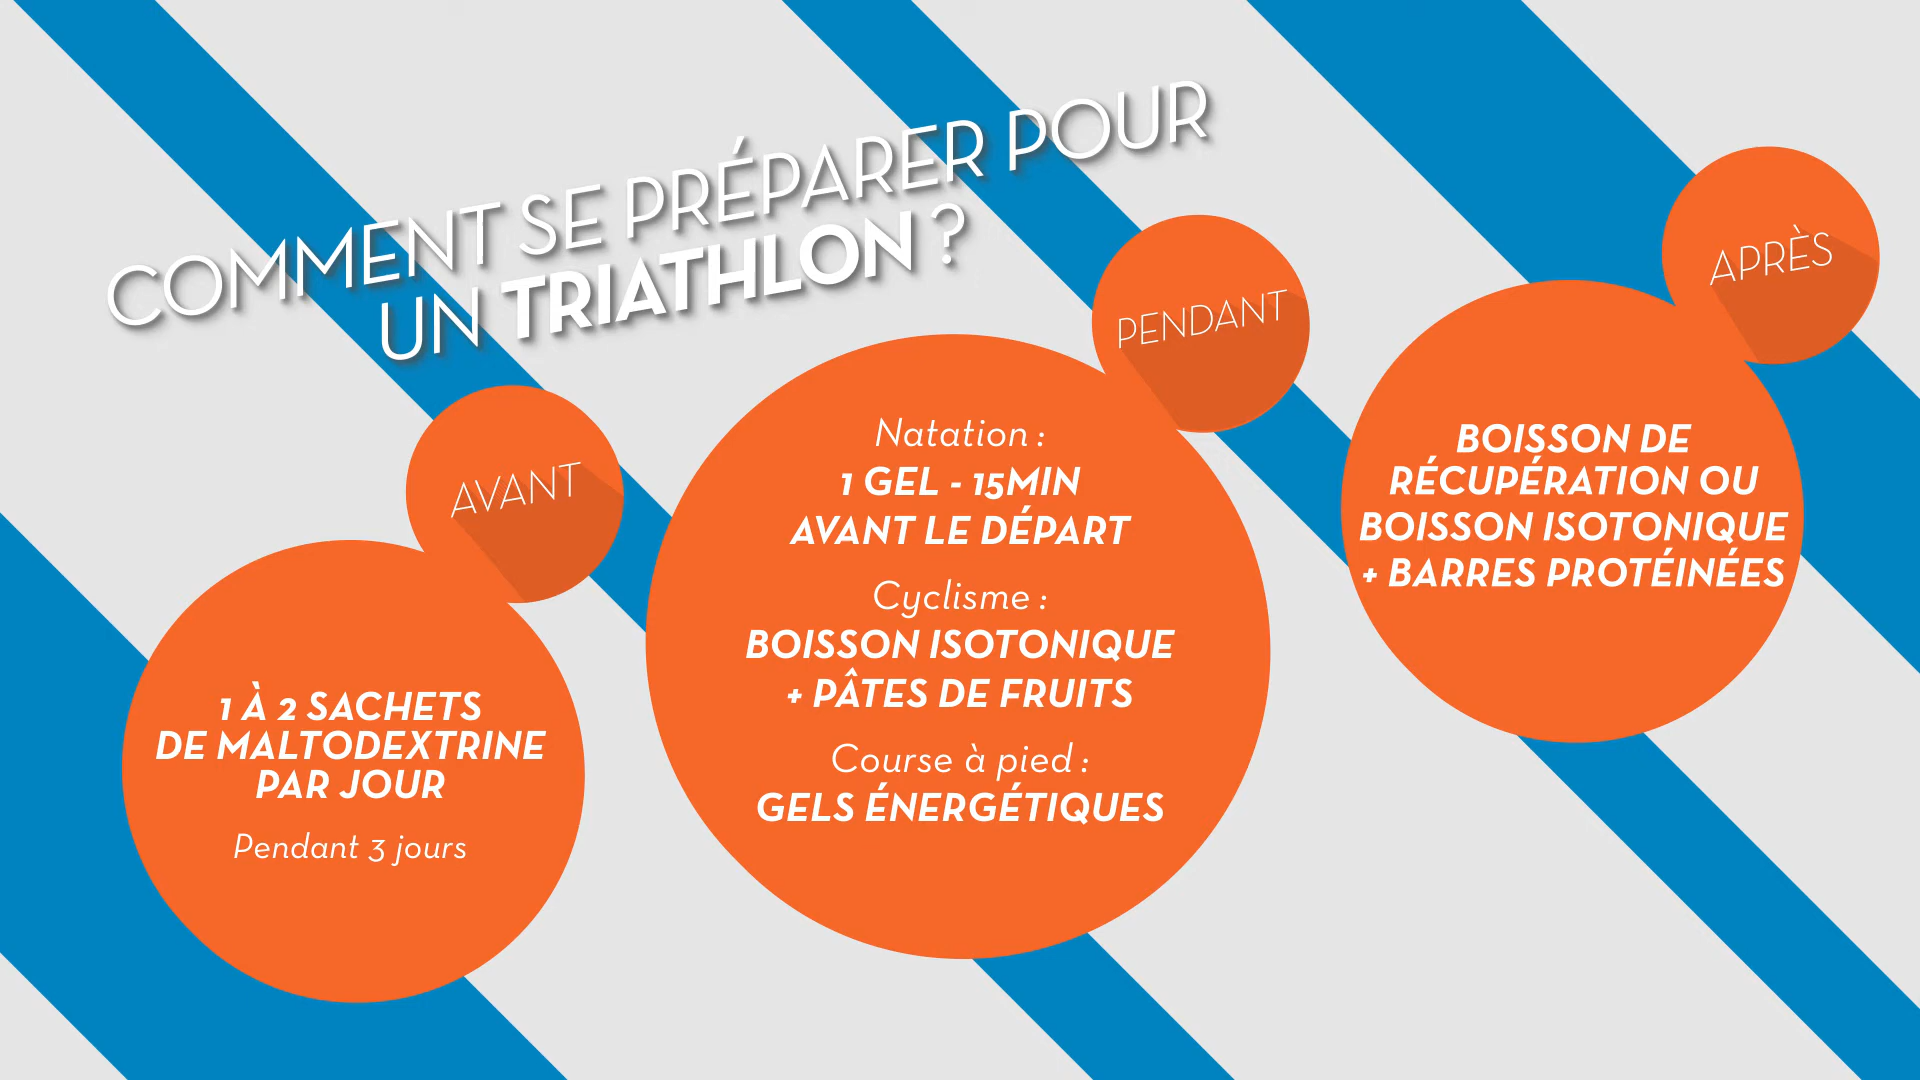 COMMENT SE PRÉPARER POUR
UN TRIATHLON ?
AVANT
1 À 2 SACHETS
DE MALTODEXTRINE
PAR JOUR
Pendant 3 jours
PENDANT
Natation :
1 GEL - 15MIN
AVANT LE DÉPART
Cyclisme :
BOISSON ISOTONIQUE
+ PÂTES DE FRUITS
Course à pied :
GELS ÉNERGÉTIQUES
APRÈS
BOISSON DE
RÉCUPÉRATION OU
BOISSON ISOTONIQUE
+ BARRES PROTÉINÉES